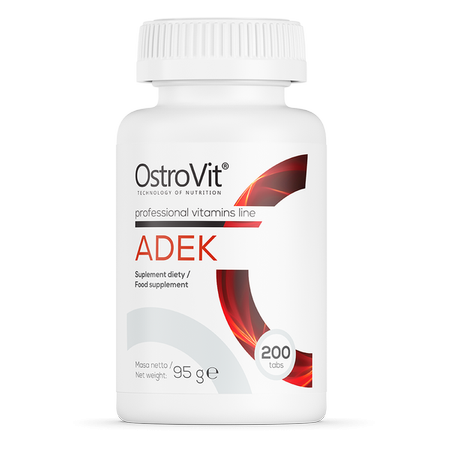 OstroVit®
TECHNOLOGY OF NUTRITION
professional vitamins line
ADEK
Suplement diety /
Food supplement
200
tabs
Masa netto /
Net weight: 95 g ℮